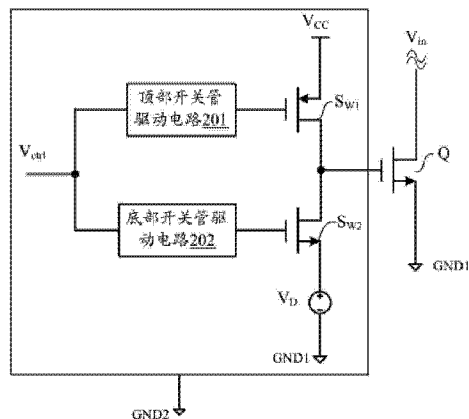 V_CC
V_in
顶部开关管
驱动电路201
S_W1
V_ctrl
Q
底部开关管驱
动电路202
S_W2
GND1
V_D
GND1
GND2